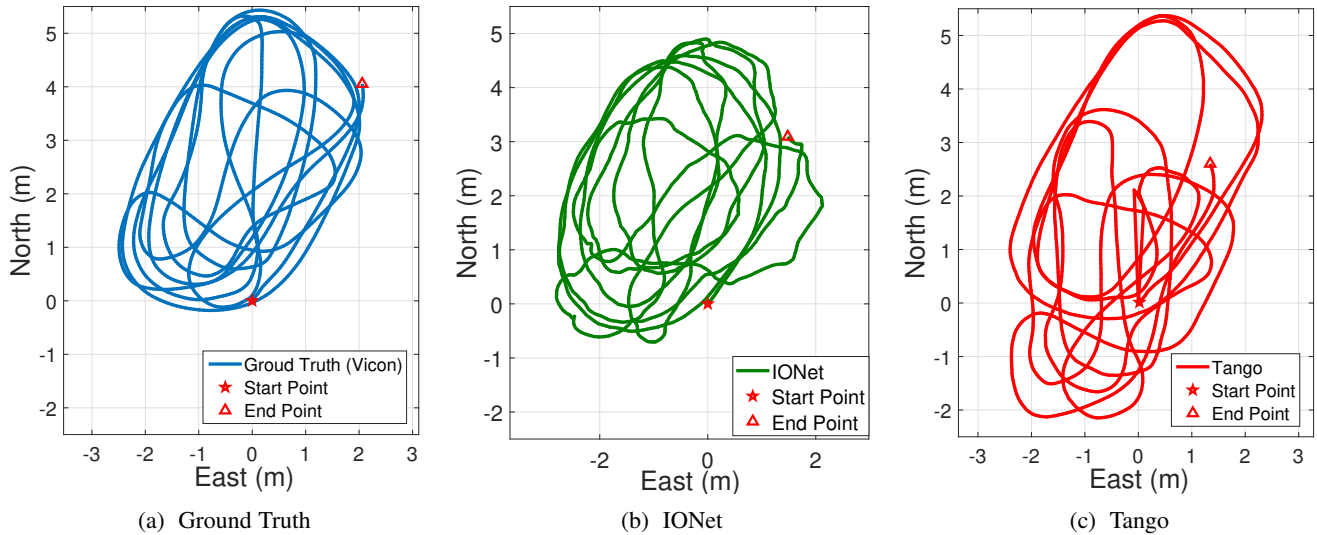 5
4
3
2
1
0
-1
-2
North (m)
Groud Truth (Vicon)
Start Point
End Point
-3 -2 -1 0 1 2 3
East (m)
(a) Ground Truth
5
4
3
2
1
0
-1
-2
North (m)
IONet
Start Point
End Point
-2 0 2
East (m)
(b) IONet
5
4
3
2
1
0
-1
-2
North (m)
Tango
Start Point
End Point
-3 -2 -1 0 1 2 3
East (m)
(c) Tango